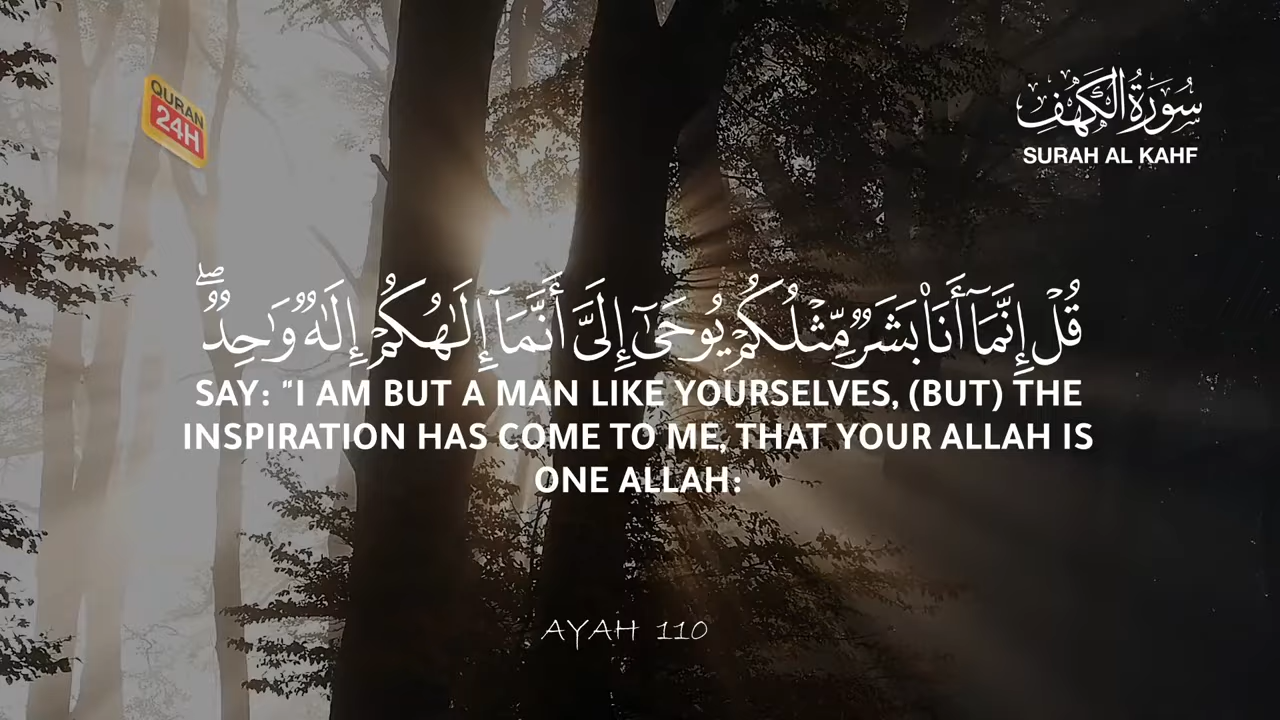 QURAN
24H
سُورَةُ الكَهْفِ
SURAH AL KAHF
قُلْ إِنَّمَآ أَنَا۠ بَشَرٌۭ مِّثْلُكُمْ يُوحَىٰٓ إِلَىَّ أَنَّمَآ إِلَـٰهُكُمْ إِلَـٰهٌۭ وَٰحِدٌۭ ۖ
SAY: "I AM BUT A MAN LIKE YOURSELVES, (BUT) THE
INSPIRATION HAS COME TO ME, THAT YOUR ALLAH IS
ONE ALLAH:
AYAH 110